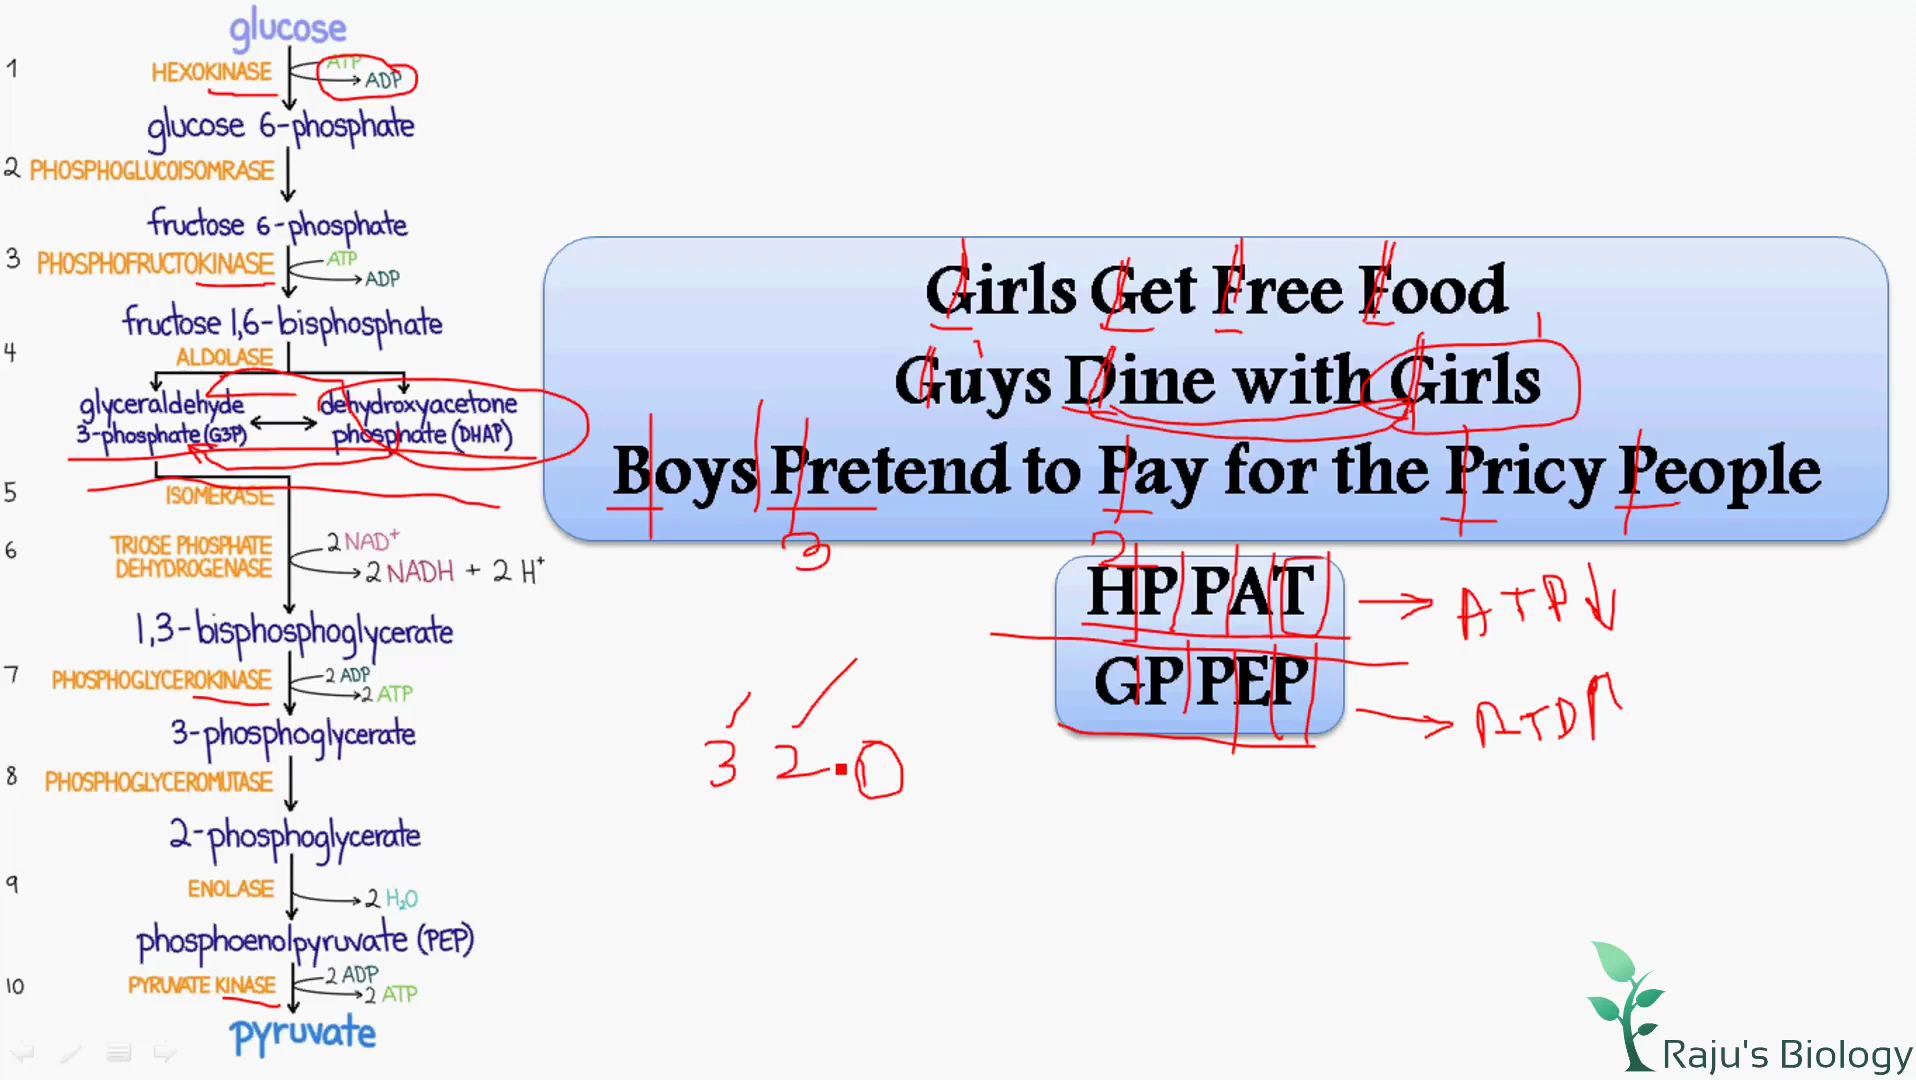 glucose
1
HEXOKINASE
ATP
ADP
glucose 6-phosphate
2 PHOSPHOGLUCOISOMRASE
fructose 6-phosphate
3 PHOSPHOFRUCTOKINASE
ATP
ADP
fructose 1,6-bisphosphate
4
ALDOLASE
glyceraldehyde
3-phosphate (G3P)
dehydroxyacetone
phosphate (DHAP)
5
ISOMERASE
6
TRIOSE PHOSPHATE
DEHYDROGENASE
2 NAD+
2 NADH + 2 H+
1,3-bisphosphoglycerate
7
PHOSPHOGLYCEROKINASE
2 ADP
2 ATP
3-phosphoglycerate
8
PHOSPHOGLYCEROMUTASE
2-phosphoglycerate
9
ENOLASE
2 H₂O
phosphoenolpyruvate (PEP)
10
PYRUVATE KINASE
2 ADP
2 ATP
pyruvate
Girls Get Free Food
Guys Dine with Girls
Boys Pretend to Pay for the Pricy People
3
2
HP PAT
ATP
GP PEP
3 2
Raju's Biology